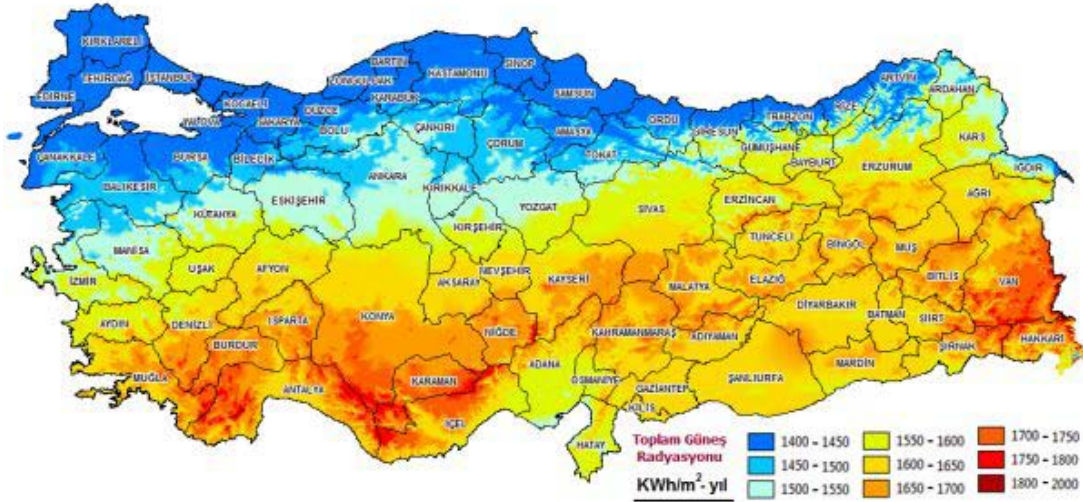 KIRKLARELİ
TEKİRDAĞ
İSTANBUL
EDİRNE
KOCAELİ
YALOVA
SAKARYA
DÜZCE
ZONGULDAK
BARTIN
KARABÜK
KASTAMONU
SİNOP
SAMSUN
ORDU
GİRESUN
TRABZON
RİZE
ARTVİN
ARDAHAN
KARS
IĞDIR
ÇANAKKALE
BURSA
BİLECİK
BOLU
ÇANKIRI
ÇORUM
AMASYA
TOKAT
GÜMÜŞHANE
BAYBURT
ERZURUM
AĞRI
BALIKESİR
KÜTAHYA
ESKİŞEHİR
ANKARA
KIRIKKALE
YOZGAT
SİVAS
ERZİNCAN
KIRŞEHİR
TUNCELİ
BİNGÖL
MUŞ
MANİSA
UŞAK
AFYON
İZMİR
AKSARAY
NEVŞEHİR
KAYSERİ
MALATYA
ELAZIĞ
BİTLİS
VAN
DİYARBAKIR
BATMAN
SİİRT
AYDIN
DENİZLİ
ISPARTA
KONYA
NİĞDE
KAHRAMANMARAŞ
ADIYAMAN
ŞIRNAK
HAKKARİ
BURDUR
MARDİN
MUĞLA
ANTALYA
KARAMAN
ADANA
OSMANİYE
GAZİANTEP
ŞANLIURFA
KİLİS
İÇEL
HATAY
Toplam Güneş
Radyasyonu
KWh/m²- yıl
1400 - 1450
1450 - 1500
1500 - 1550
1550 - 1600
1600 - 1650
1650 - 1700
1700 - 1750
1750 - 1800
1800 - 2000